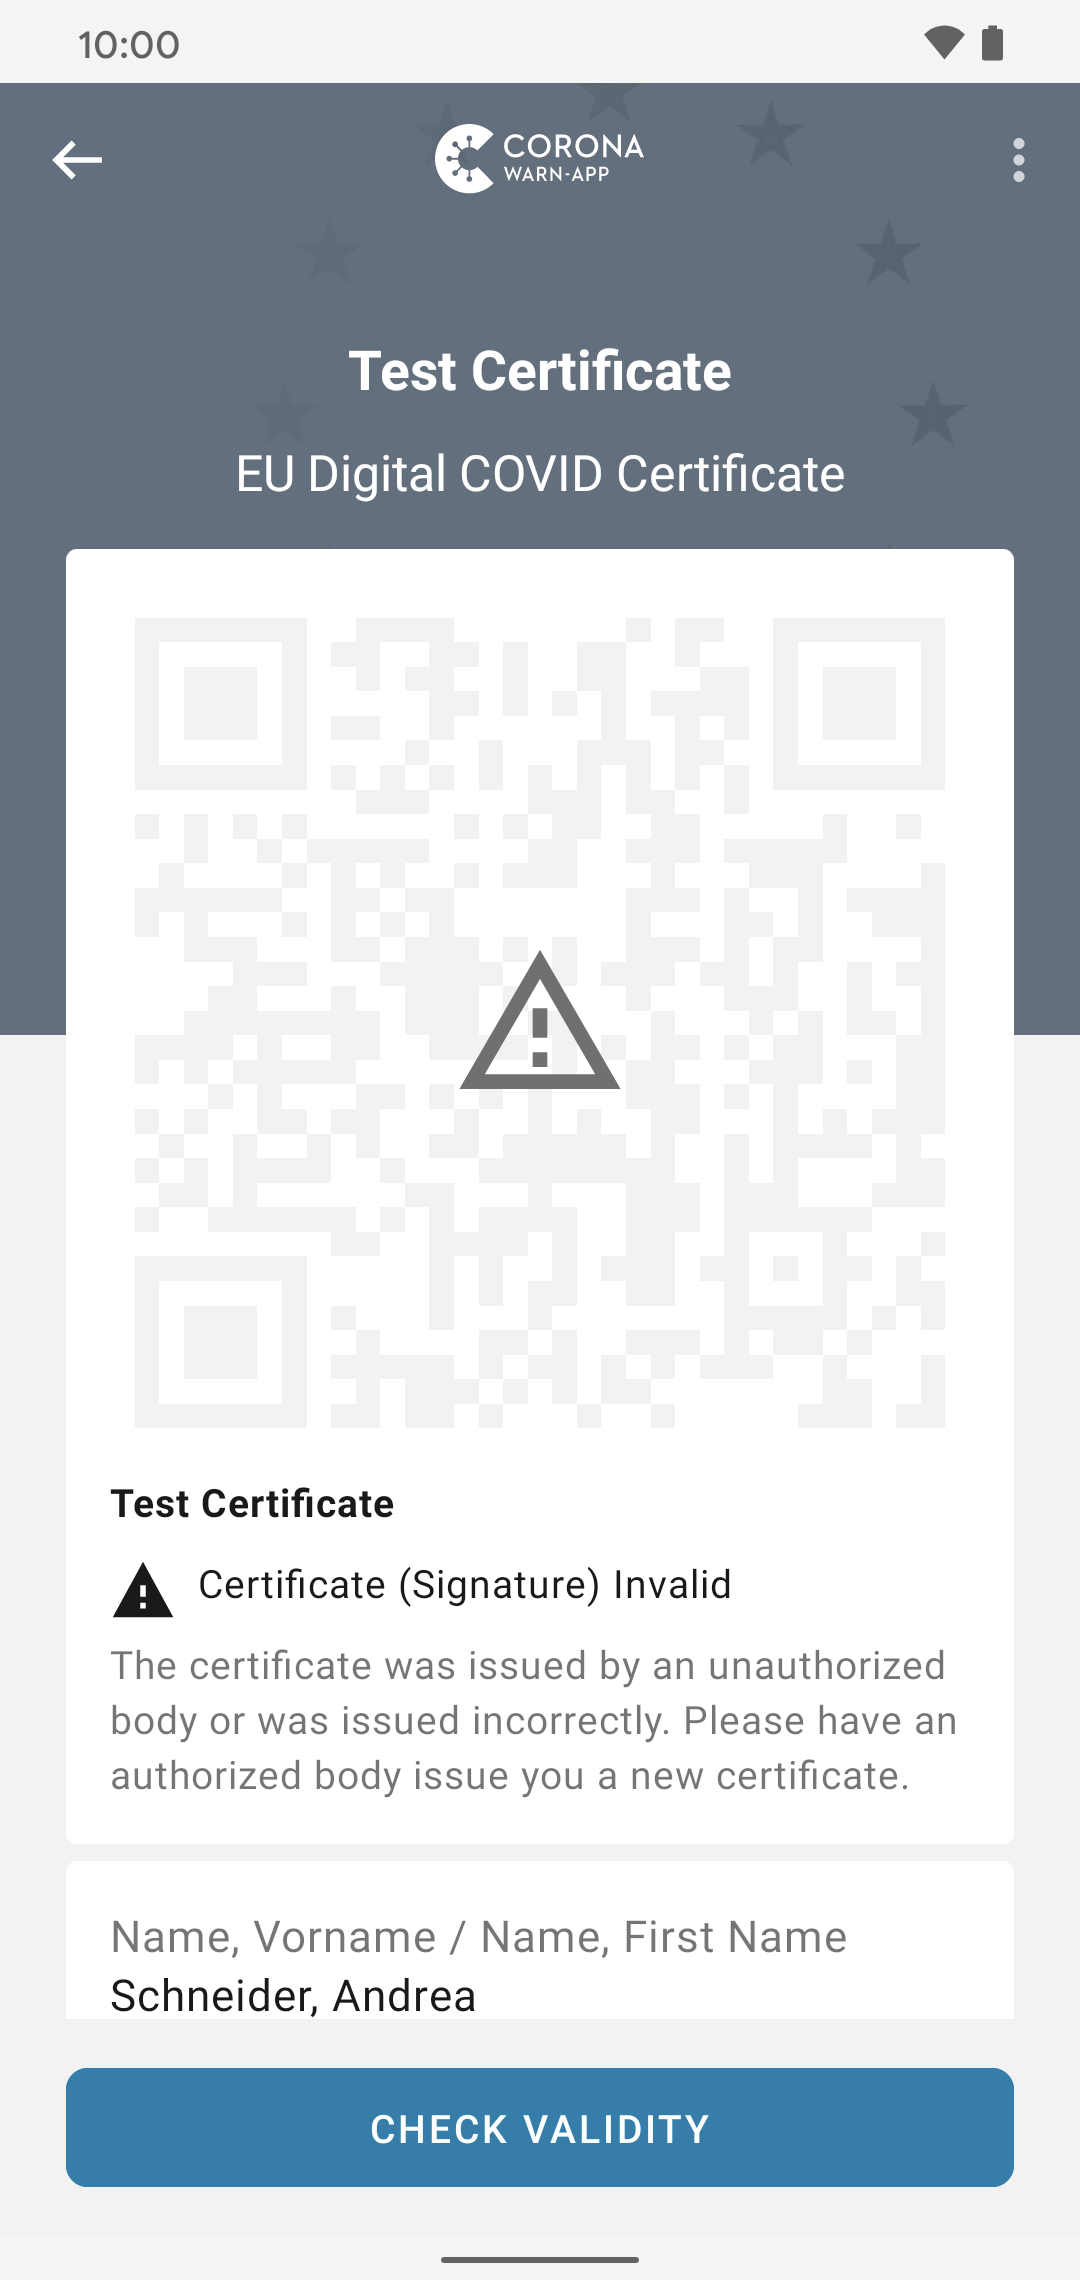 10:00
CORONA
WARN-APP
Test Certificate
EU Digital COVID Certificate
Test Certificate
Certificate (Signature) Invalid
The certificate was issued by an unauthorized
body or was issued incorrectly. Please have an
authorized body issue you a new certificate.
Name, Vorname / Name, First Name
Schneider, Andrea
CHECK VALIDITY